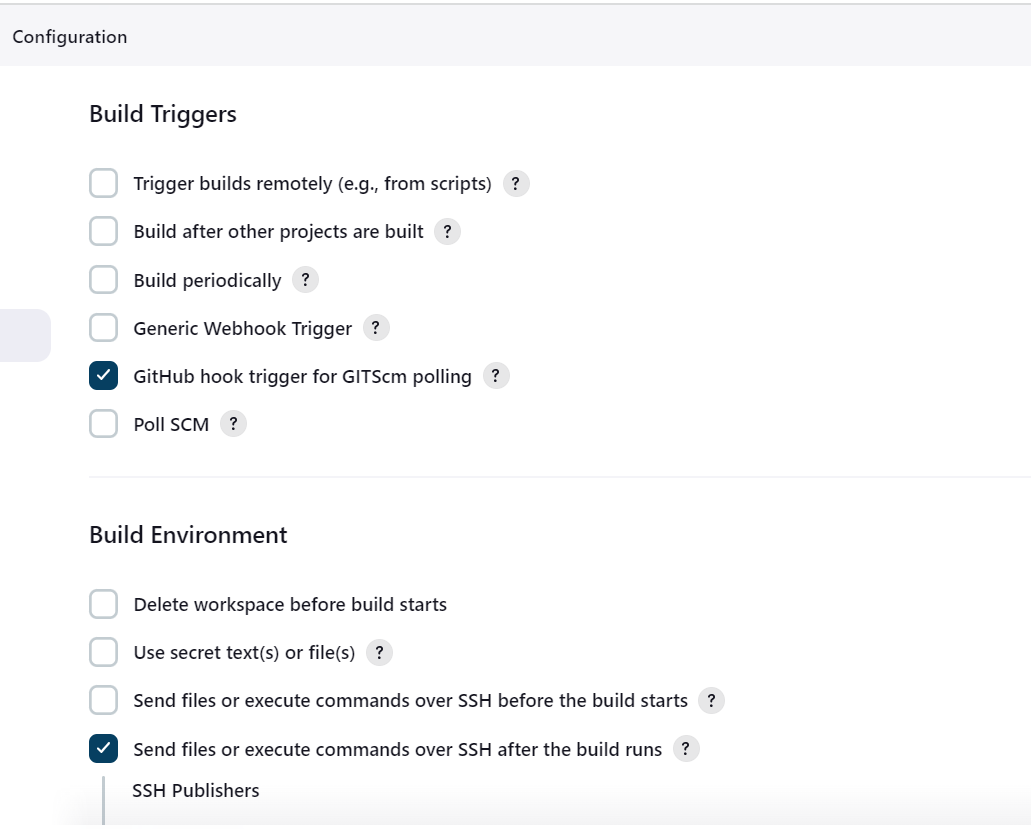 Configuration
Build Triggers
Trigger builds remotely (e.g., from scripts) ?
Build after other projects are built ?
Build periodically ?
Generic Webhook Trigger ?
GitHub hook trigger for GITScm polling ?
Poll SCM ?
Build Environment
Delete workspace before build starts
Use secret text(s) or file(s) ?
Send files or execute commands over SSH before the build starts ?
Send files or execute commands over SSH after the build runs ?
SSH Publishers